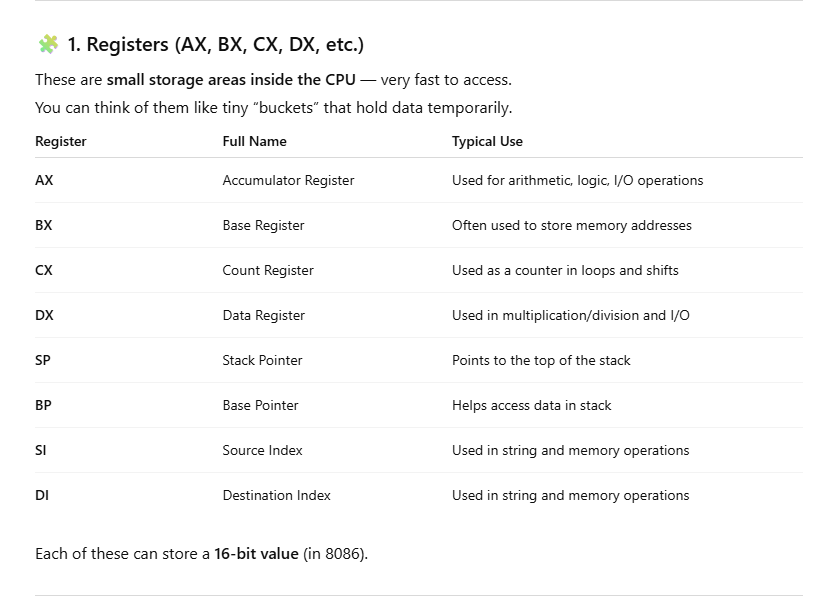 🧩 1. Registers (AX, BX, CX, DX, etc.)
These are small storage areas inside the CPU — very fast to access.
You can think of them like tiny “buckets” that hold data temporarily.
Register Full Name Typical Use
AX Accumulator Register Used for arithmetic, logic, I/O operations
BX Base Register Often used to store memory addresses
CX Count Register Used as a counter in loops and shifts
DX Data Register Used in multiplication/division and I/O
SP Stack Pointer Points to the top of the stack
BP Base Pointer Helps access data in stack
SI Source Index Used in string and memory operations
DI Destination Index Used in string and memory operations
Each of these can store a 16-bit value (in 8086).